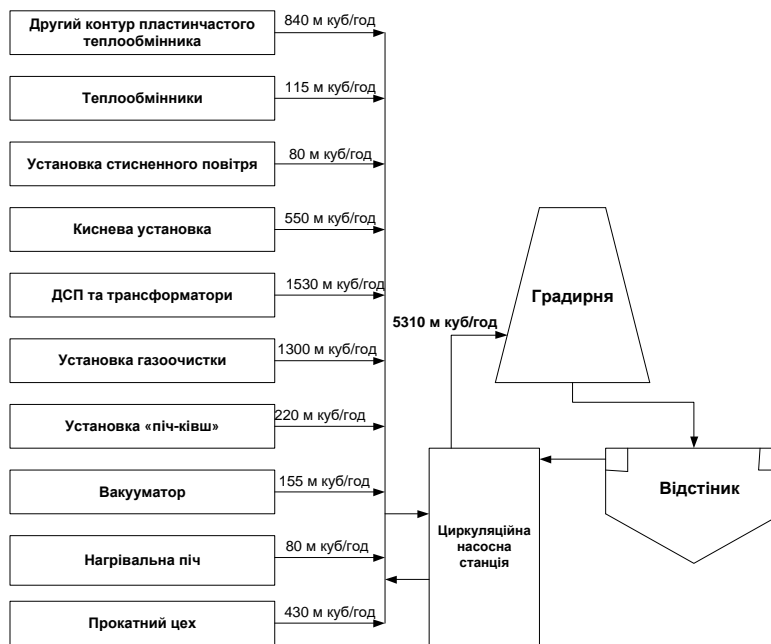 Другий контур пластинчастого
теплообмінника
840 м куб/год
Теплообмінники
115 м куб/год
Установка стисненного повітря
80 м куб/год
Киснева установка
550 м куб/год
ДСП та трансформатори
1530 м куб/год
Установка газоочистки
1300 м куб/год
Установка «піч-ківш»
220 м куб/год
Вакууматор
155 м куб/год
Нагрівальна піч
80 м куб/год
Прокатний цех
430 м куб/год
5310 м куб/год
Градирня
Циркуляційна
насосна
станція
Відстіник